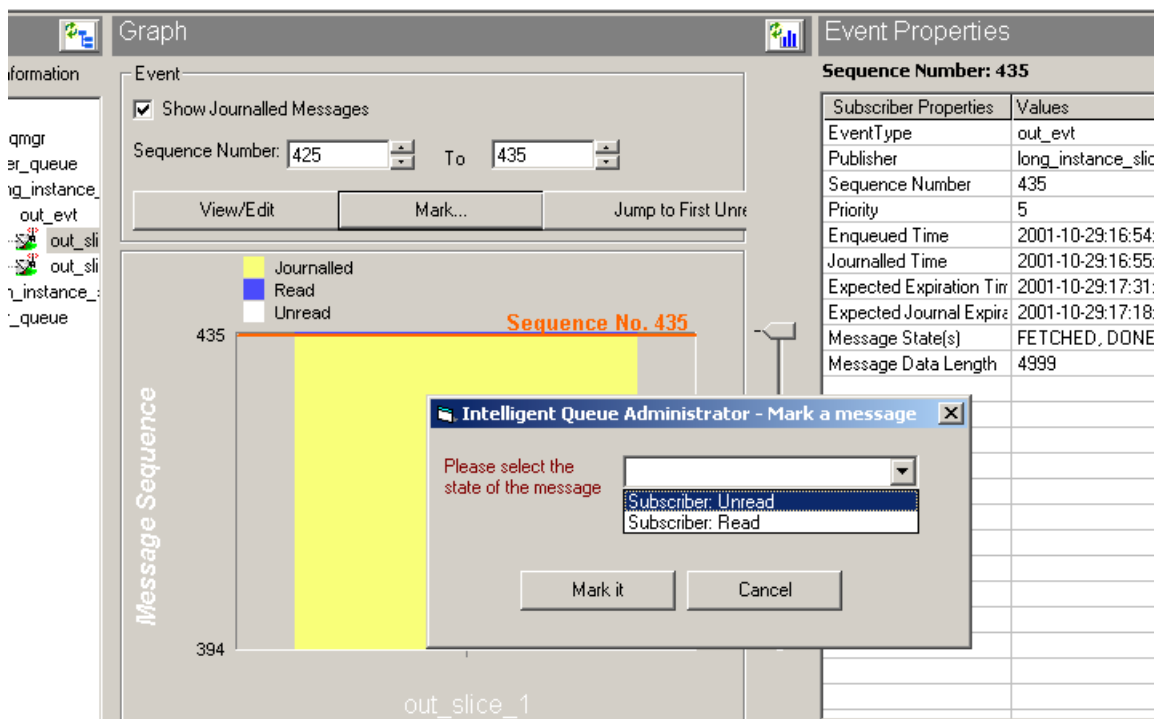 Graph
Event Properties
nformation
qmgr
er_queue
ng_instance_
out_evt
out_sli
out_sli
n_instance_
r_queue
Event
Show Journalled Messages
Sequence Number: 425 To 435
View/Edit Mark... Jump to First Unre
Journalled
Read
Unread
Sequence No. 435
435
Message Sequence
394
out_slice_1
Intelligent Queue Administrator - Mark a message
Please select the
state of the message
Subscriber: Unread
Subscriber: Read
Mark it Cancel
Sequence Number: 435
Subscriber Properties Values
EventType out_evt
Publisher long_instance_slic
Sequence Number 435
Priority 5
Enqueued Time 2001-10-29:16:54:
Journalled Time 2001-10-29:16:55:
Expected Expiration Tim 2001-10-29:17:31:
Expected Journal Expira 2001-10-29:17:18:
Message State(s) FETCHED, DONE
Message Data Length 4999